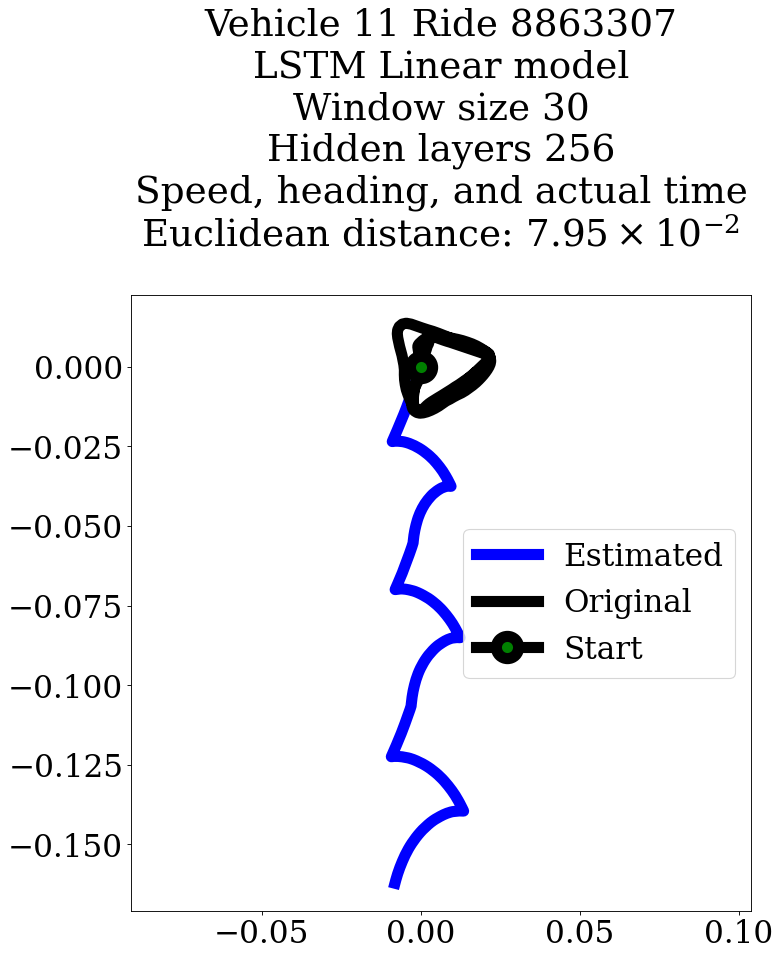 Vehicle 11 Ride 8863307
LSTM Linear model
Window size 30
Hidden layers 256
Speed, heading, and actual time
Euclidean distance: 7.95 × 10⁻²
0.000
−0.025
−0.050
−0.075
−0.100
−0.125
−0.150
Estimated
Original
Start
−0.05
0.00
0.05
0.10